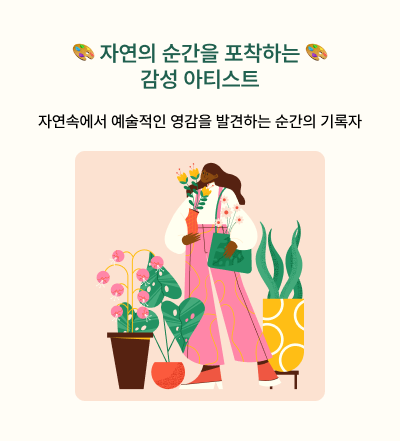 🎨 자연의 순간을 포착하는 🎨
감성 아티스트
자연속에서 예술적인 영감을 발견하는 순간의 기록자